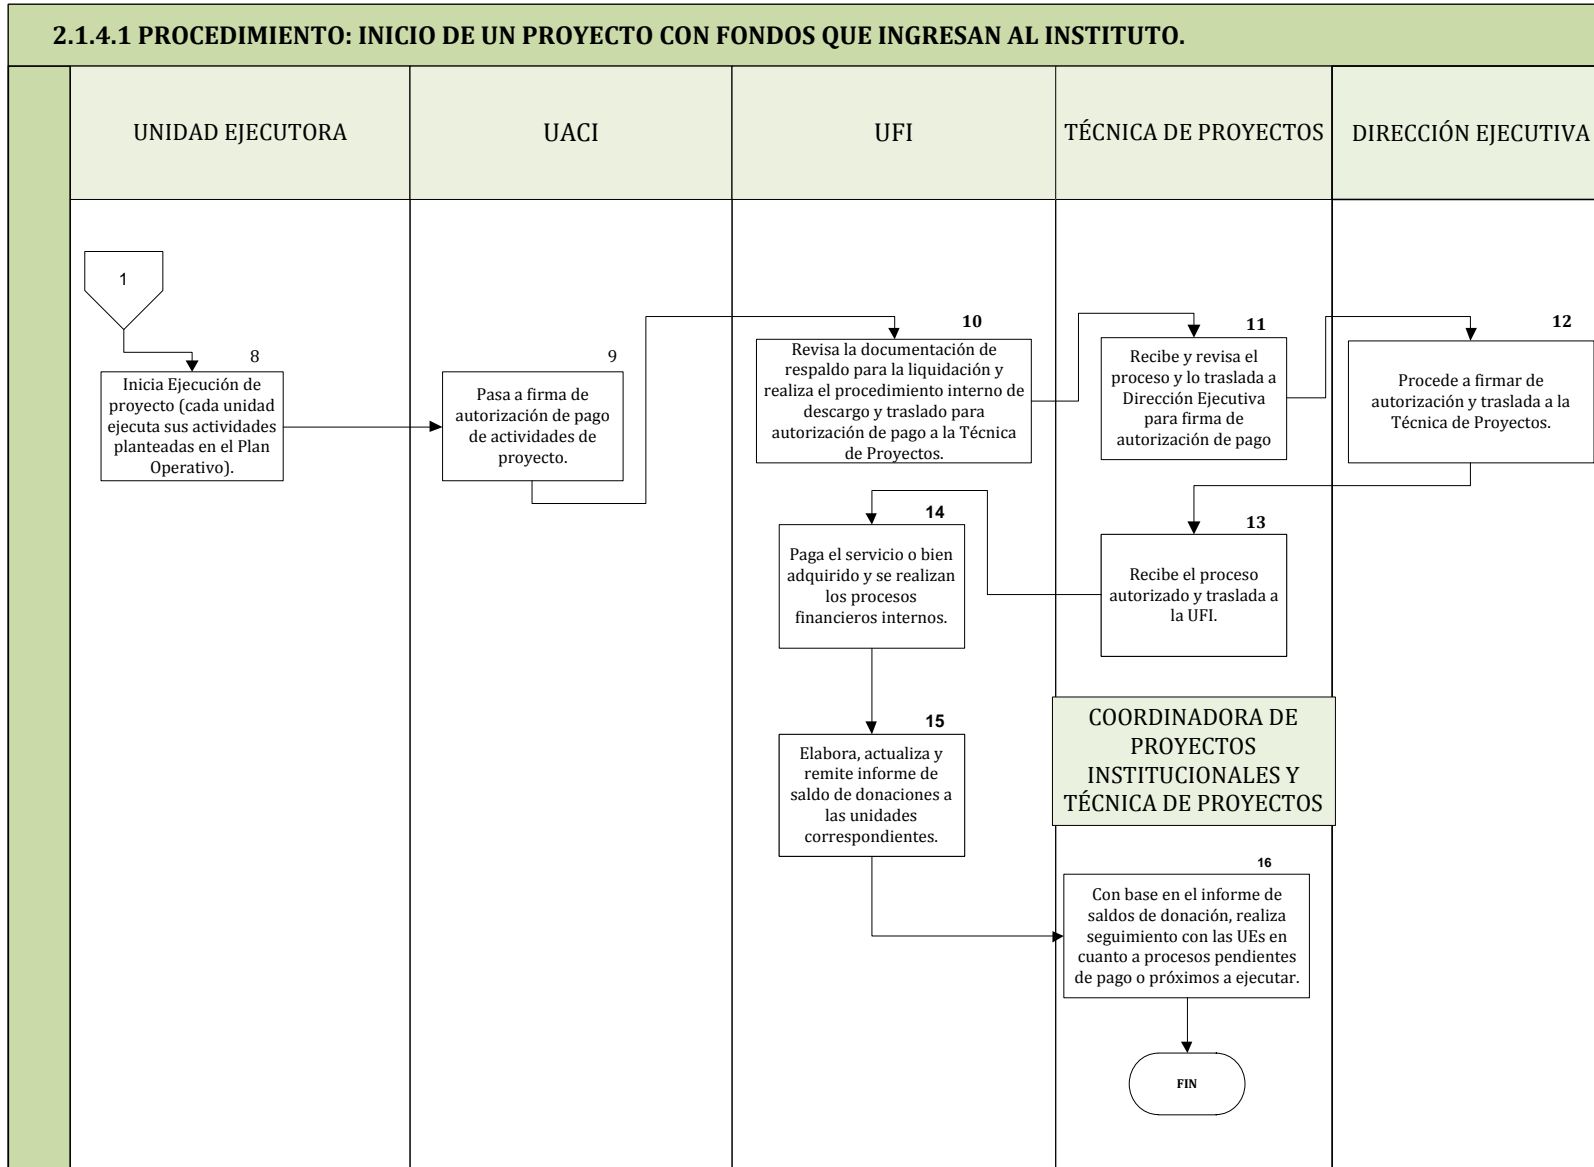 2.1.4.1 PROCEDIMIENTO: INICIO DE UN PROYECTO CON FONDOS QUE INGRESAN AL INSTITUTO.
UNIDAD EJECUTORA
UACI
UFI
TÉCNICA DE PROYECTOS
DIRECCIÓN EJECUTIVA
1
8
Inicia Ejecución de
proyecto (cada unidad
ejecuta sus actividades
planteadas en el Plan
Operativo).
9
Pasa a firma de
autorización de pago
de actividades de
proyecto.
10
Revisa la documentación de
respaldo para la liquidación y
realiza el procedimiento interno de
descargo y traslado para
autorización de pago a la Técnica
de Proyectos.
11
Recibe y revisa el
proceso y lo traslada a
Dirección Ejecutiva
para firma de
autorización de pago
12
Procede a firmar de
autorización y traslada a la
Técnica de Proyectos.
13
Recibe el proceso
autorizado y traslada a
la UFI.
14
Paga el servicio o bien
adquirido y se realizan
los procesos
financieros internos.
15
Elabora, actualiza y
remite informe de
saldo de donaciones a
las unidades
correspondientes.
COORDINADORA DE
PROYECTOS
INSTITUCIONALES Y
TÉCNICA DE PROYECTOS
16
Con base en el informe de
saldos de donación, realiza
seguimiento con las UEs en
cuanto a procesos pendientes
de pago o próximos a ejecutar.
FIN